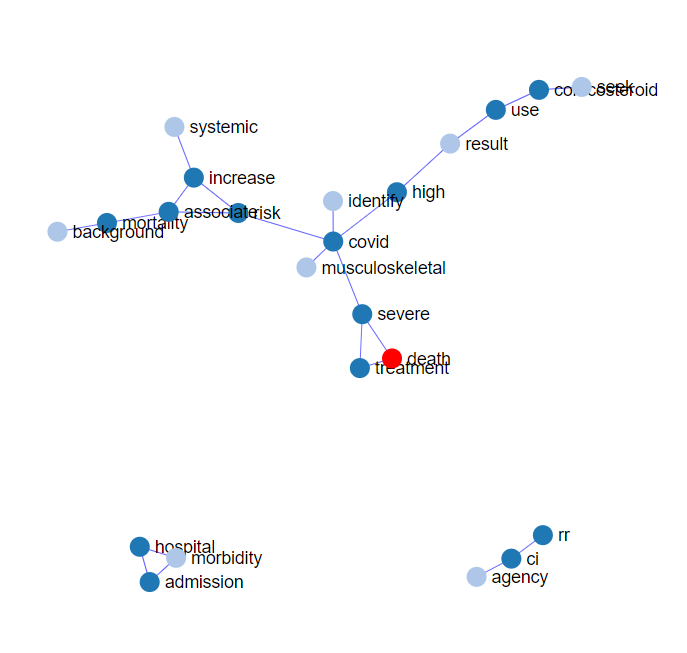 seek
corticosteroid
use
systemic
result
increase
high
identify
associate
risk
mortality
background
covid
musculoskeletal
severe
death
treatment
rr
hospital
morbidity
ci
agency
admission